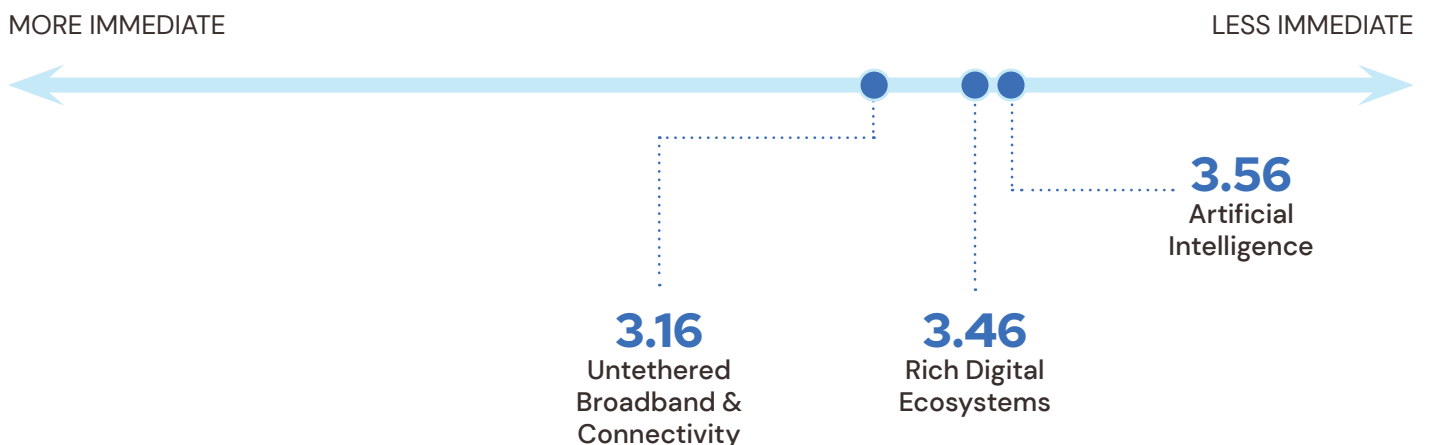 MORE IMMEDIATE
LESS IMMEDIATE
3.56
Artificial
Intelligence
3.16
Untethered
Broadband &
Connectivity
3.46
Rich Digital
Ecosystems